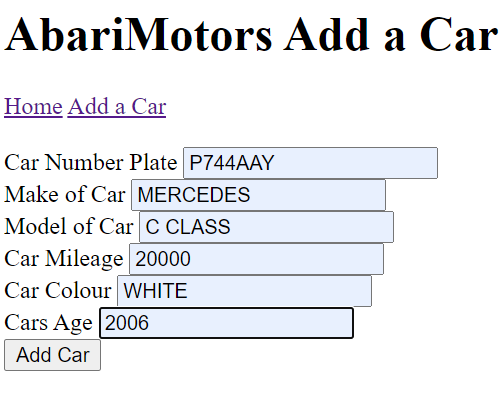 AbariMotors Add a Car
Home Add a Car
Car Number Plate P744AAY
Make of Car MERCEDES
Model of Car C CLASS
Car Mileage 20000
Car Colour WHITE
Cars Age 2006
Add Car